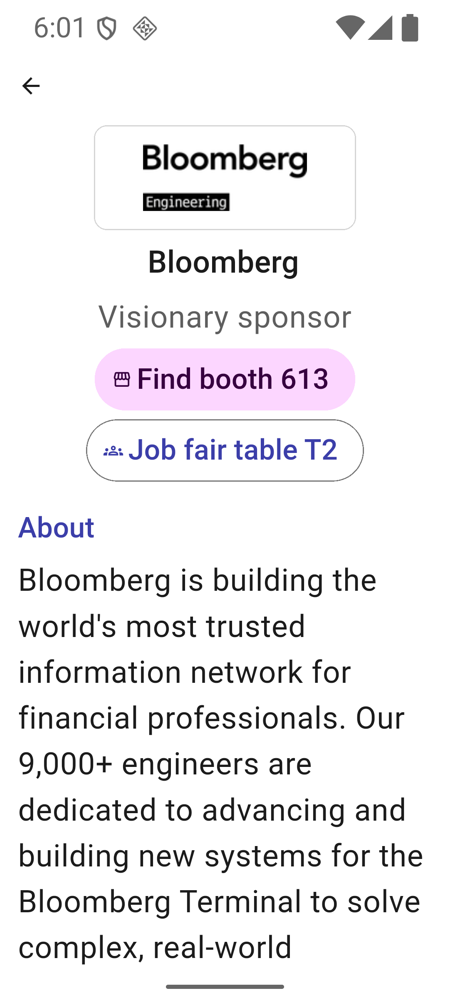 6:01
Bloomberg
Engineering
Bloomberg
Visionary sponsor
Find booth 613
Job fair table T2
About
Bloomberg is building the
world's most trusted
information network for
financial professionals. Our
9,000+ engineers are
dedicated to advancing and
building new systems for the
Bloomberg Terminal to solve
complex, real-world